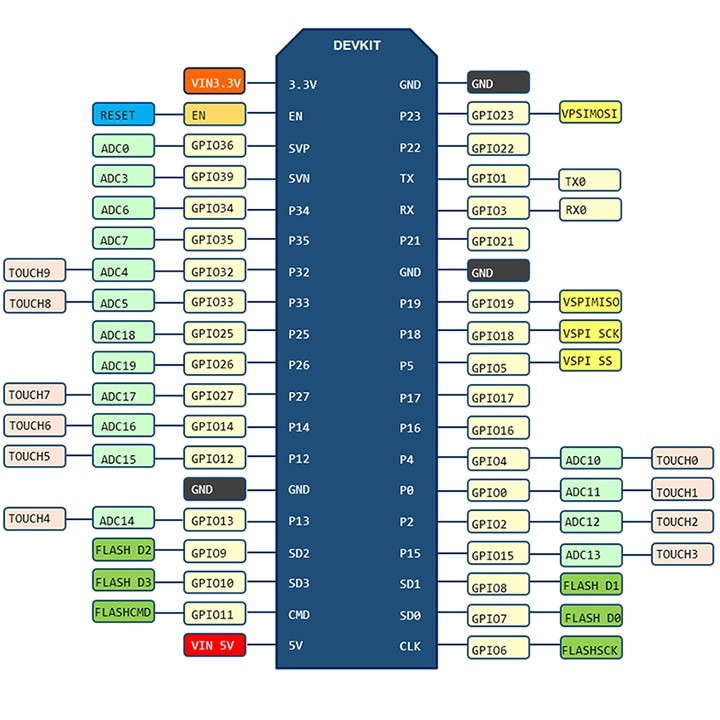 DEVKIT
VIN3.3V 3.3V GND GND
RESET EN EN P23 GPIO23 VPSIMOSI
ADC0 GPIO36 SVP P22 GPIO22
ADC3 GPIO39 SVN TX GPIO1 TX0
ADC6 GPIO34 P34 RX GPIO3 RX0
ADC7 GPIO35 P35 P21 GPIO21
TOUCH9 ADC4 GPIO32 P32 GND GND
TOUCH8 ADC5 GPIO33 P33 P19 GPIO19 VSPIMISO
ADC18 GPIO25 P25 P18 GPIO18 VSPI SCK
ADC19 GPIO26 P26 P5 GPIO5 VSPI SS
TOUCH7 ADC17 GPIO27 P27 P17 GPIO17
TOUCH6 ADC16 GPIO14 P14 P16 GPIO16
TOUCH5 ADC15 GPIO12 P12 P4 GPIO4 ADC10 TOUCH0
GND GND P0 GPIO0 ADC11 TOUCH1
TOUCH4 ADC14 GPIO13 P13 P2 GPIO2 ADC12 TOUCH2
FLASH D2 GPIO9 SD2 P15 GPIO15 ADC13 TOUCH3
FLASH D3 GPIO10 SD3 SD1 GPIO8 FLASH D1
FLASHCMD GPIO11 CMD SD0 GPIO7 FLASH D0
VIN 5V 5V CLK GPIO6 FLASHSCK